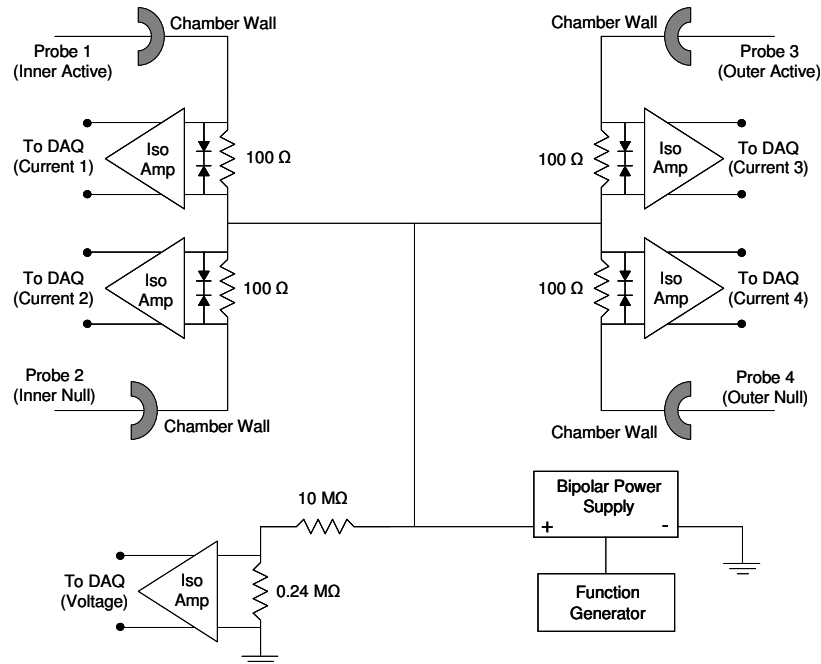 Chamber Wall
Probe 1
(Inner Active)
Chamber Wall
Probe 3
(Outer Active)
To DAQ
(Current 1)
Iso
Amp
100 Ω
100 Ω
Iso
Amp
To DAQ
(Current 3)
To DAQ
(Current 2)
Iso
Amp
100 Ω
100 Ω
Iso
Amp
To DAQ
(Current 4)
Probe 2
(Inner Null)
Chamber Wall
Probe 4
(Outer Null)
Chamber Wall
10 MΩ
Bipolar Power
Supply
+
-
To DAQ
(Voltage)
Iso
Amp
0.24 MΩ
Function
Generator